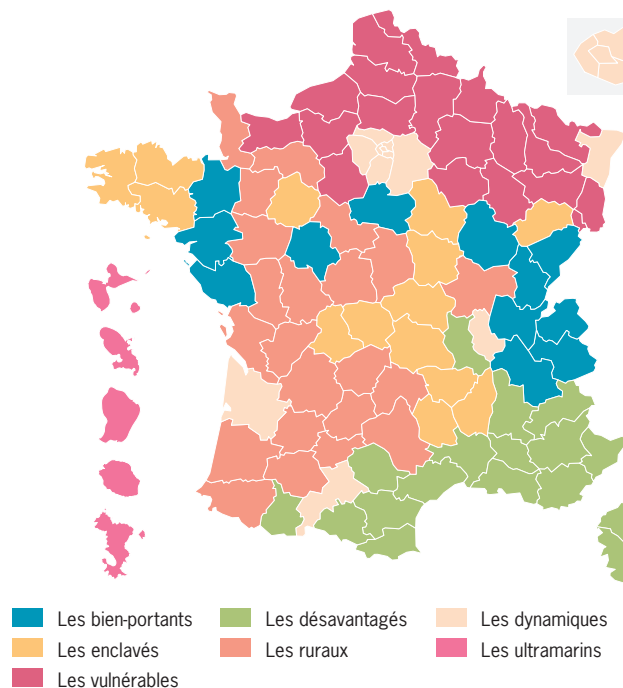 Les bien-portants
Les désavantagés
Les dynamiques
Les enclavés
Les ruraux
Les ultramarins
Les vulnérables